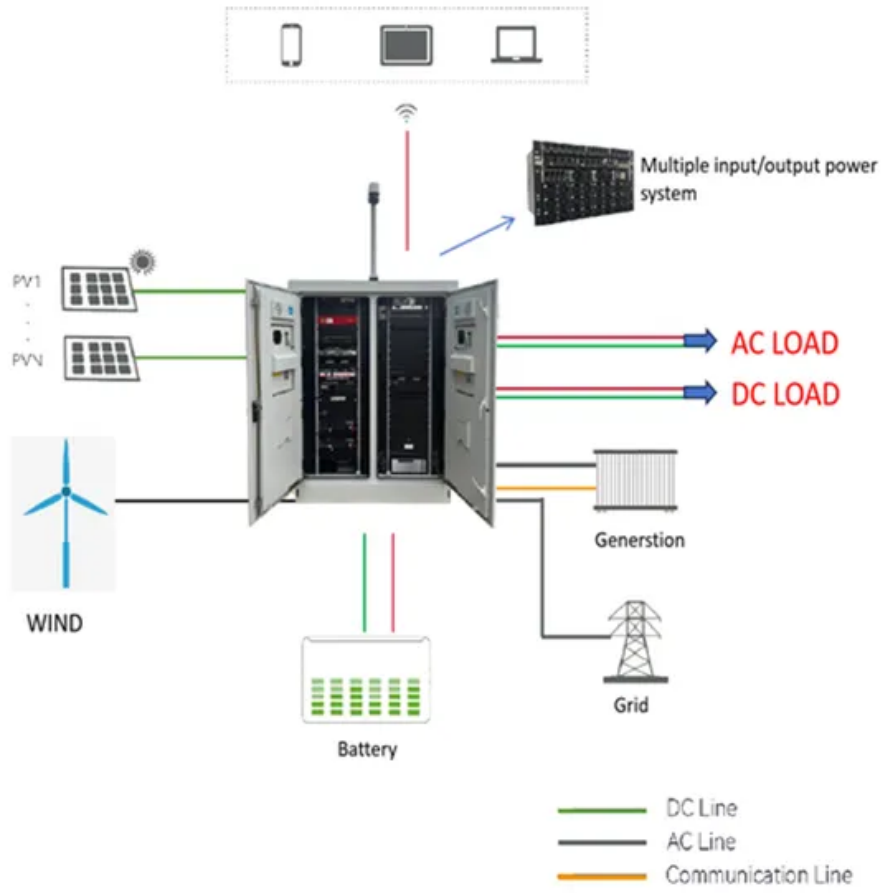 Multiple input/output power
system
PV1
PVN
AC LOAD
DC LOAD
WIND
Generstion
Grid
Battery
DC Line
AC Line
Communication Line